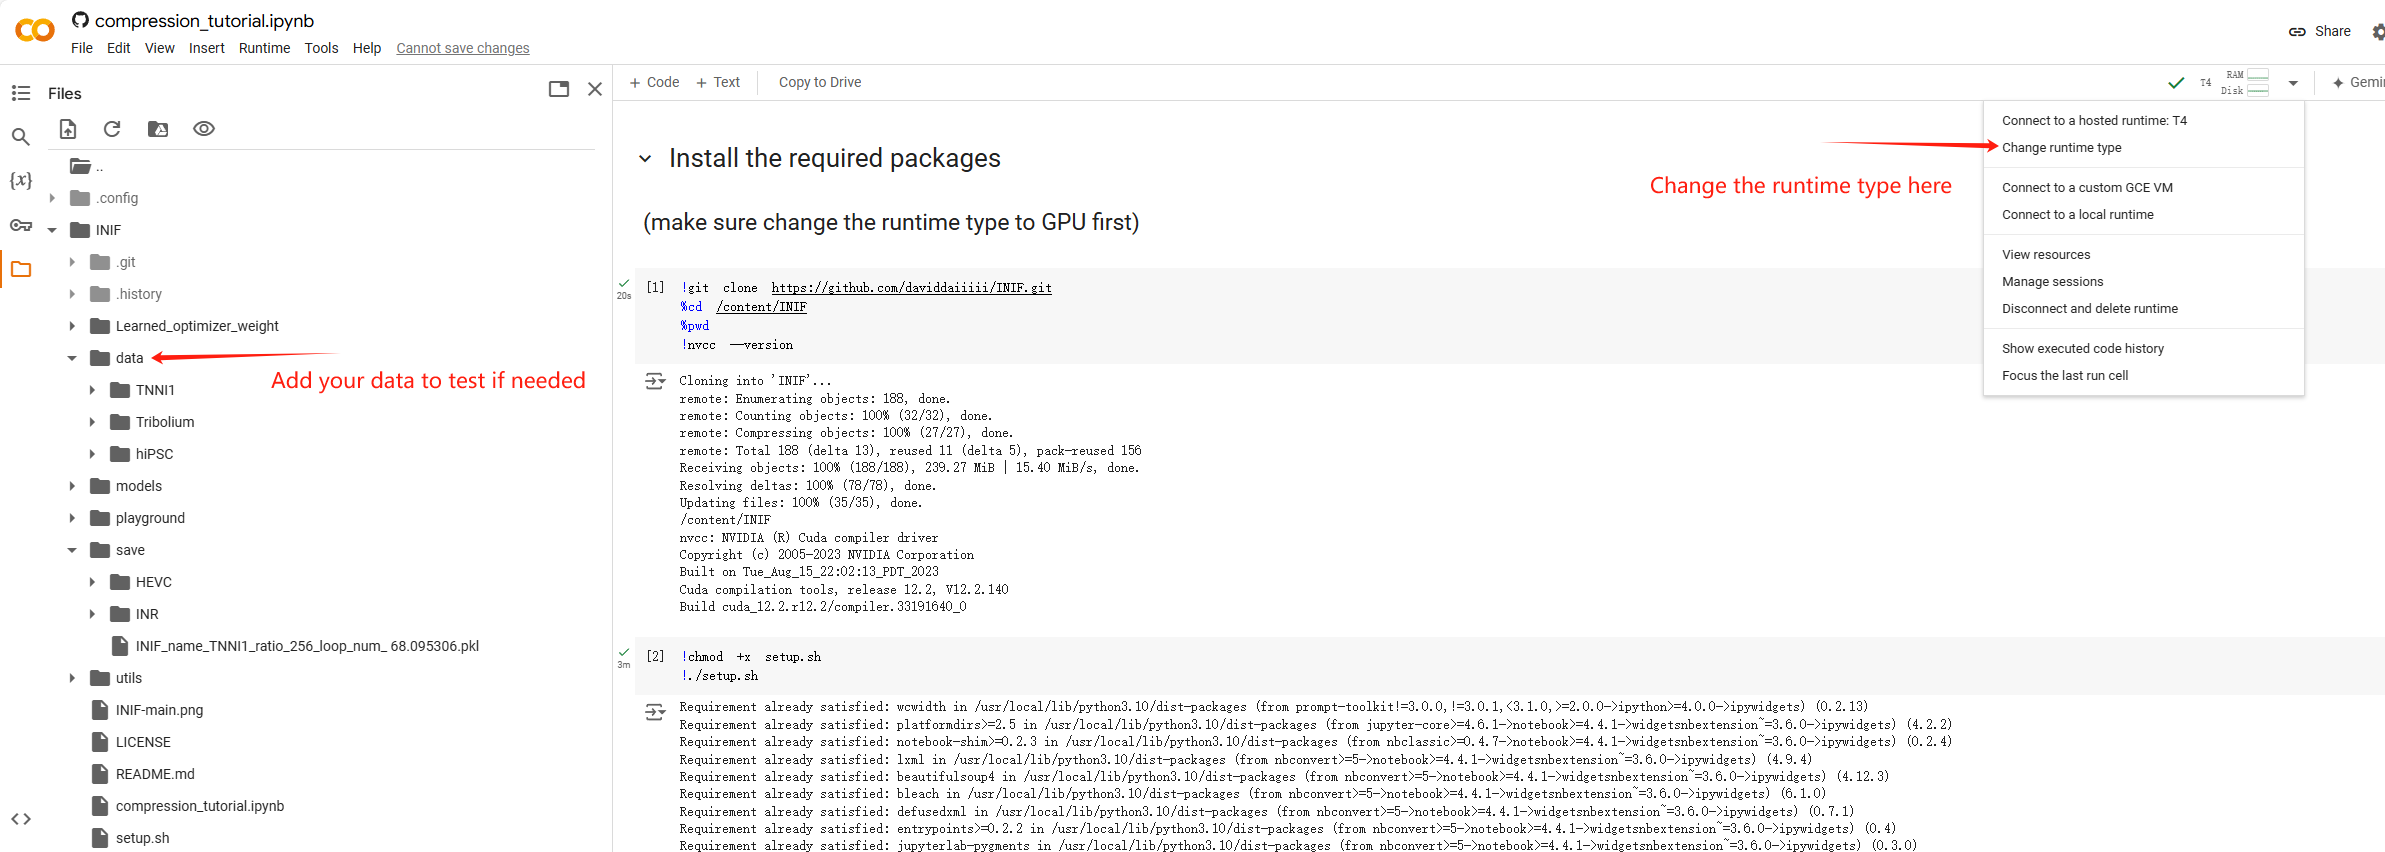 compression_tutorial.ipynb
File Edit View Insert Runtime Tools Help Cannot save changes
Share
Files
+ Code + Text Copy to Drive
T4 RAM Disk
..
.config
INIF
.git
.history
Learned_optimizer_weight
data
Add your data to test if needed
TNNI1
Tribolium
hiPSC
models
playground
save
HEVC
INR
INIF_name_TNNI1_ratio_256_loop_num_ 68.095306.pkl
utils
INIF-main.png
LICENSE
README.md
compression_tutorial.ipynb
setup.sh
{x}
Install the required packages
(make sure change the runtime type to GPU first)
Change the runtime type here
Connect to a hosted runtime: T4
Change runtime type
Connect to a custom GCE VM
Connect to a local runtime
View resources
Manage sessions
Disconnect and delete runtime
Show executed code history
Focus the last run cell
20s
[1] !git clone https://github.com/daviddaiiiii/INIF.git
%cd /content/INIF
%pwd
!nvcc --version
Cloning into 'INIF'...
remote: Enumerating objects: 188, done.
remote: Counting objects: 100% (32/32), done.
remote: Compressing objects: 100% (27/27), done.
remote: Total 188 (delta 13), reused 11 (delta 5), pack-reused 156
Receiving objects: 100% (188/188), 239.27 MiB | 15.40 MiB/s, done.
Resolving deltas: 100% (78/78), done.
Updating files: 100% (35/35), done.
/content/INIF
nvcc: NVIDIA (R) Cuda compiler driver
Copyright (c) 2005-2023 NVIDIA Corporation
Built on Tue_Aug_15_22:02:13_PDT_2023
Cuda compilation tools, release 12.2, V12.2.140
Build cuda_12.2.r12.2/compiler.33191640_0
3m
[2] !chmod +x setup.sh
!./setup.sh
Requirement already satisfied: wcwidth in /usr/local/lib/python3.10/dist-packages (from prompt-toolkit!=3.0.0,!=3.0.1,<3.1.0,>=2.0.0->ipython>=4.0.0->ipywidgets) (0.2.13)
Requirement already satisfied: platformdirs>=2.5 in /usr/local/lib/python3.10/dist-packages (from jupyter-core>=4.6.1->notebook>=4.4.1->widgetsnbextension~=3.6.0->ipywidgets) (4.2.2)
Requirement already satisfied: notebook-shim>=0.2.3 in /usr/local/lib/python3.10/dist-packages (from nbclassic>=0.4.7->notebook>=4.4.1->widgetsnbextension~=3.6.0->ipywidgets) (0.2.4)
Requirement already satisfied: lxml in /usr/local/lib/python3.10/dist-packages (from nbconvert>=5->notebook>=4.4.1->widgetsnbextension~=3.6.0->ipywidgets) (4.9.4)
Requirement already satisfied: beautifulsoup4 in /usr/local/lib/python3.10/dist-packages (from nbconvert>=5->notebook>=4.4.1->widgetsnbextension~=3.6.0->ipywidgets) (4.12.3)
Requirement already satisfied: bleach in /usr/local/lib/python3.10/dist-packages (from nbconvert>=5->notebook>=4.4.1->widgetsnbextension~=3.6.0->ipywidgets) (6.1.0)
Requirement already satisfied: defusedxml in /usr/local/lib/python3.10/dist-packages (from nbconvert>=5->notebook>=4.4.1->widgetsnbextension~=3.6.0->ipywidgets) (0.7.1)
Requirement already satisfied: entrypoints>=0.2.2 in /usr/local/lib/python3.10/dist-packages (from nbconvert>=5->notebook>=4.4.1->widgetsnbextension~=3.6.0->ipywidgets) (0.4)
Requirement already satisfied: jupyterlab-pygments in /usr/local/lib/python3.10/dist-packages (from nbconvert>=5->notebook>=4.4.1->widgetsnbextension~=3.6.0->ipywidgets) (0.3.0)